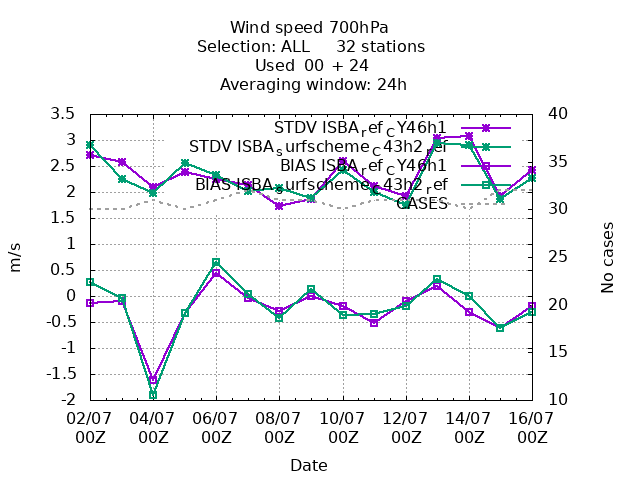 Wind speed 700hPa
Selection: ALL 32 stations
Used 00 + 24
Averaging window: 24h
3.5
3
2.5
2
1.5
1
0.5
0
-0.5
-1
-1.5
-2
m/s
40
35
30
25
20
15
10
No cases
STDV ISBA_ref_CY46h1
STDV ISBA_surfscheme_C43h2_ref
BIAS ISBA_ref_CY46h1
BIAS ISBA_surfscheme_C43h2_ref
CASES
02/07 04/07 06/07 08/07 10/07 12/07 14/07 16/07
00Z 00Z 00Z 00Z 00Z 00Z 00Z 00Z
Date